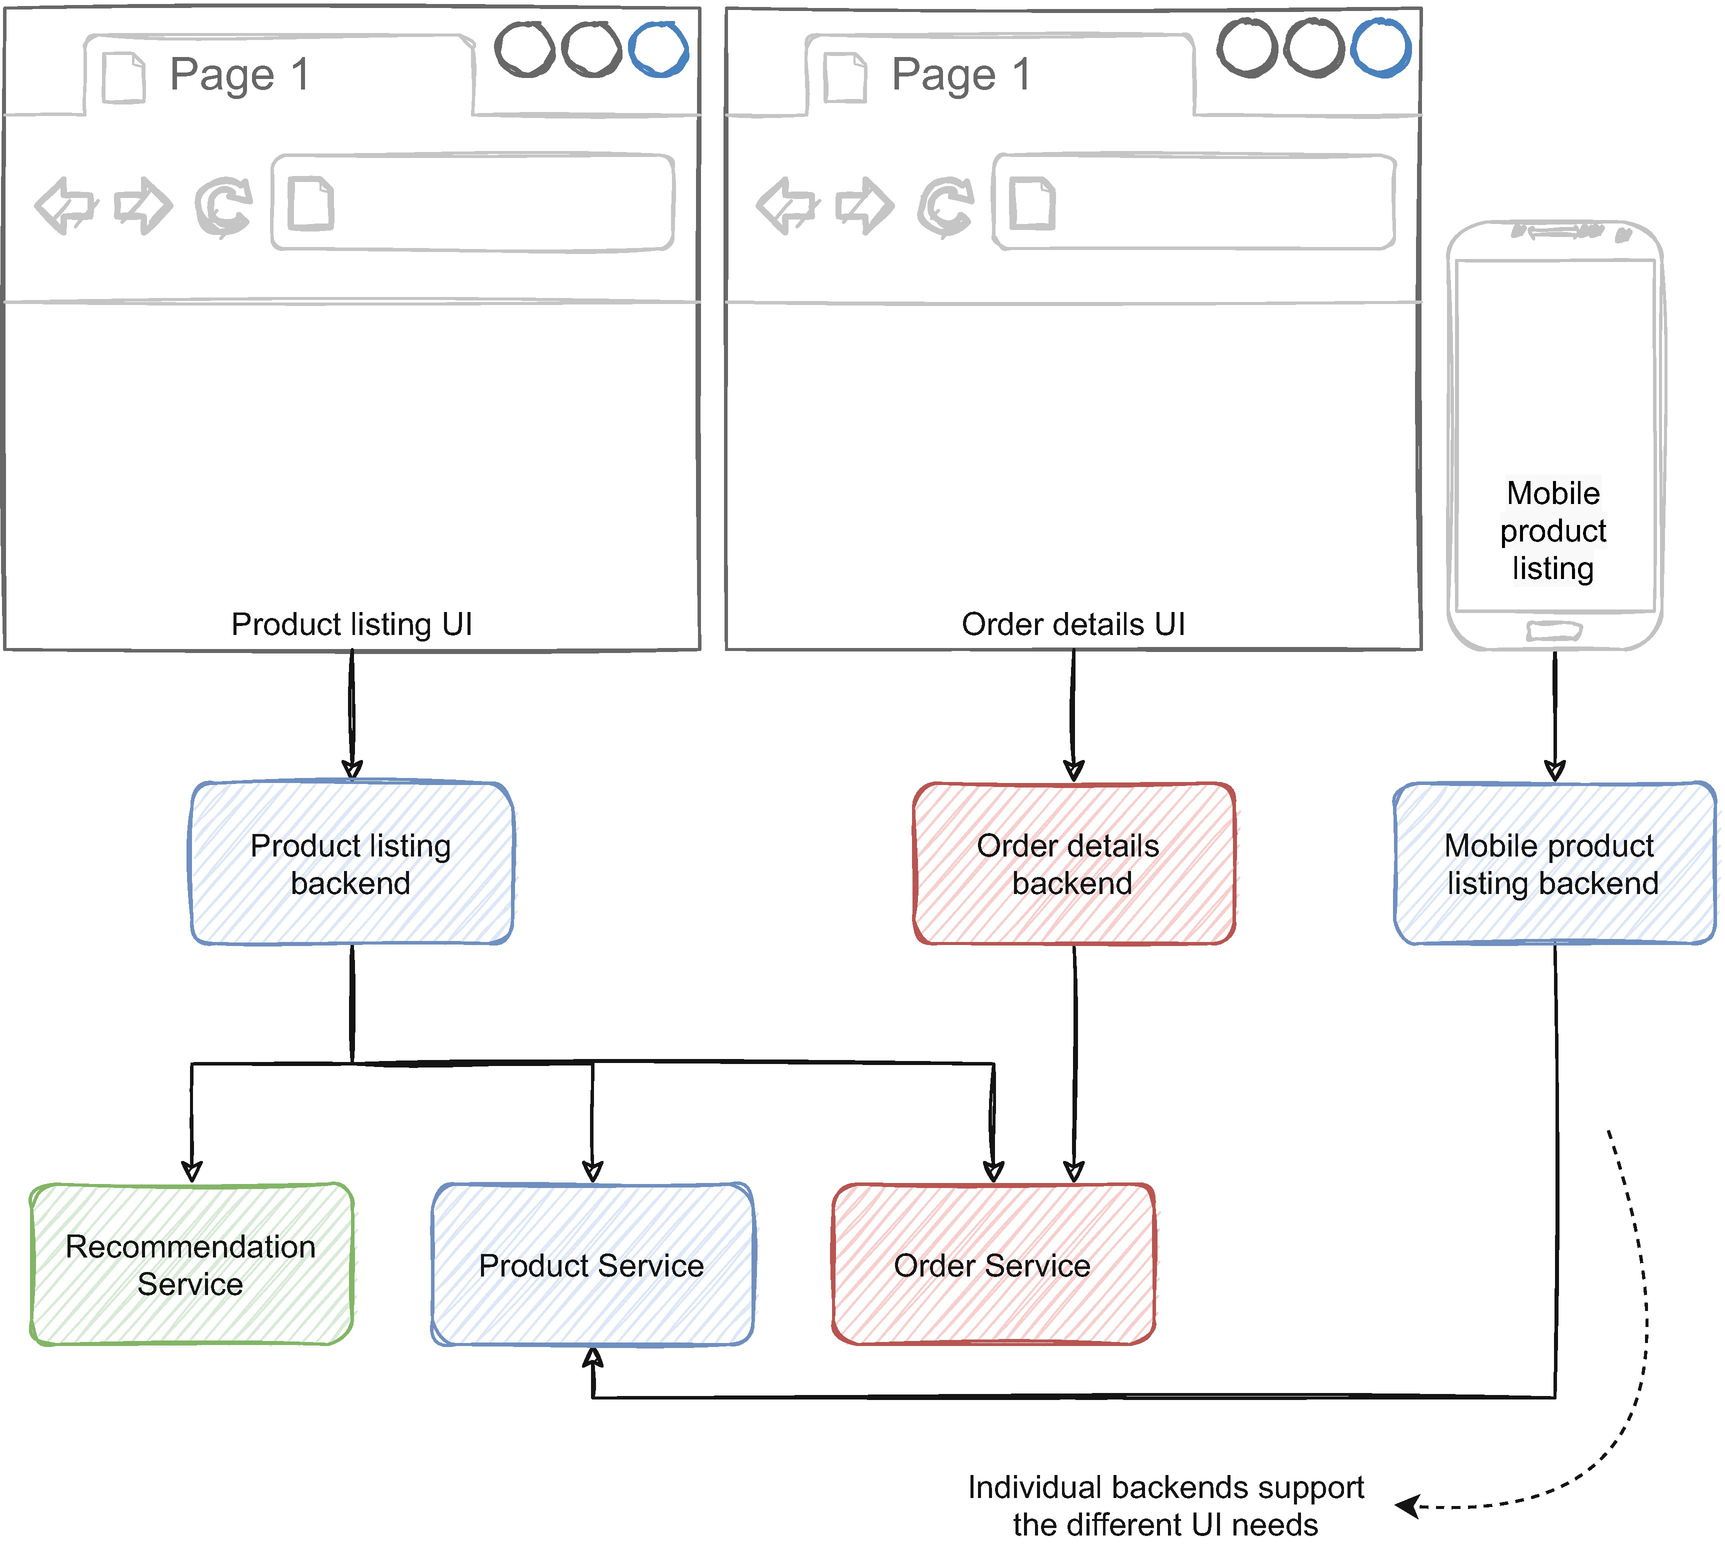 Page 1
Page 1
Mobile
product
listing
Product listing UI
Order details UI
Product listing
backend
Order details
backend
Mobile product
listing backend
Recommendation
Service
Product Service
Order Service
Individual backends support
the different UI needs